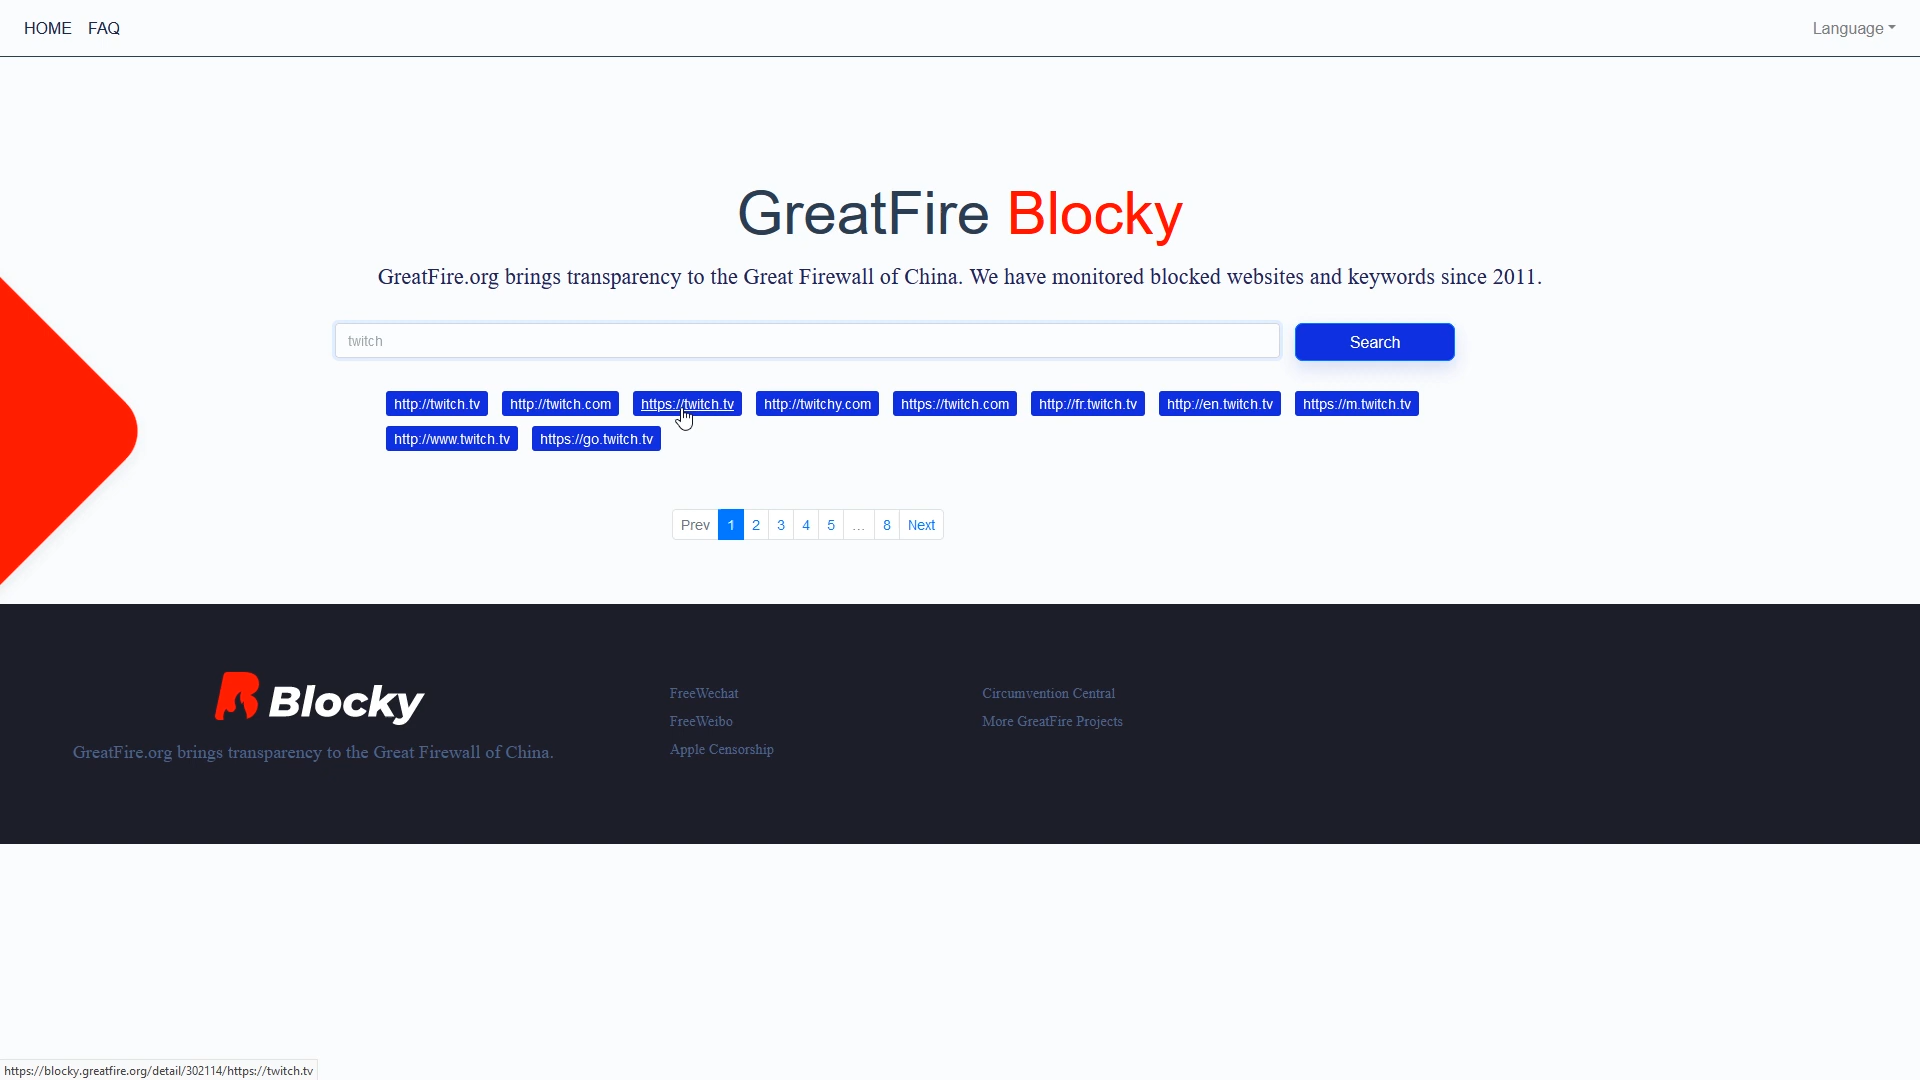 HOME FAQ Language
GreatFire Blocky
GreatFire.org brings transparency to the Great Firewall of China. We have monitored blocked websites and keywords since 2011.
twitch Search
http://twitch.tv http://twitch.com https://twitch.tv http://twitchy.com https://twitch.com http://fr.twitch.tv http://en.twitch.tv https://m.twitch.tv
http://www.twitch.tv https://go.twitch.tv
Prev 1 2 3 4 5 ... 8 Next
Blocky
GreatFire.org brings transparency to the Great Firewall of China.
FreeWechat
FreeWeibo
Apple Censorship
Circumvention Central
More GreatFire Projects
https://blocky.greatfire.org/detail/302114/https://twitch.tv